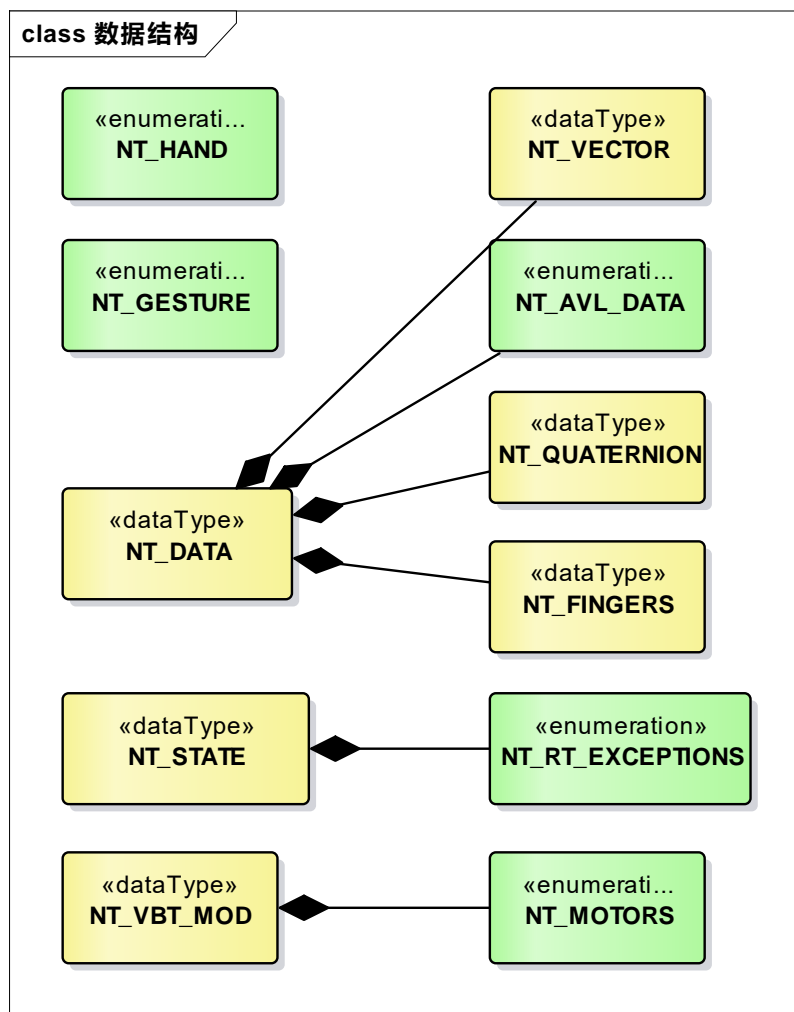 class 数据结构
«enumerati...
NT_HAND
«dataType»
NT_VECTOR
«enumerati...
NT_GESTURE
«enumerati...
NT_AVL_DATA
«dataType»
NT_QUATERNION
«dataType»
NT_DATA
«dataType»
NT_FINGERS
«dataType»
NT_STATE
«enumeration»
NT_RT_EXCEPTIONS
«dataType»
NT_VBT_MOD
«enumerati...
NT_MOTORS